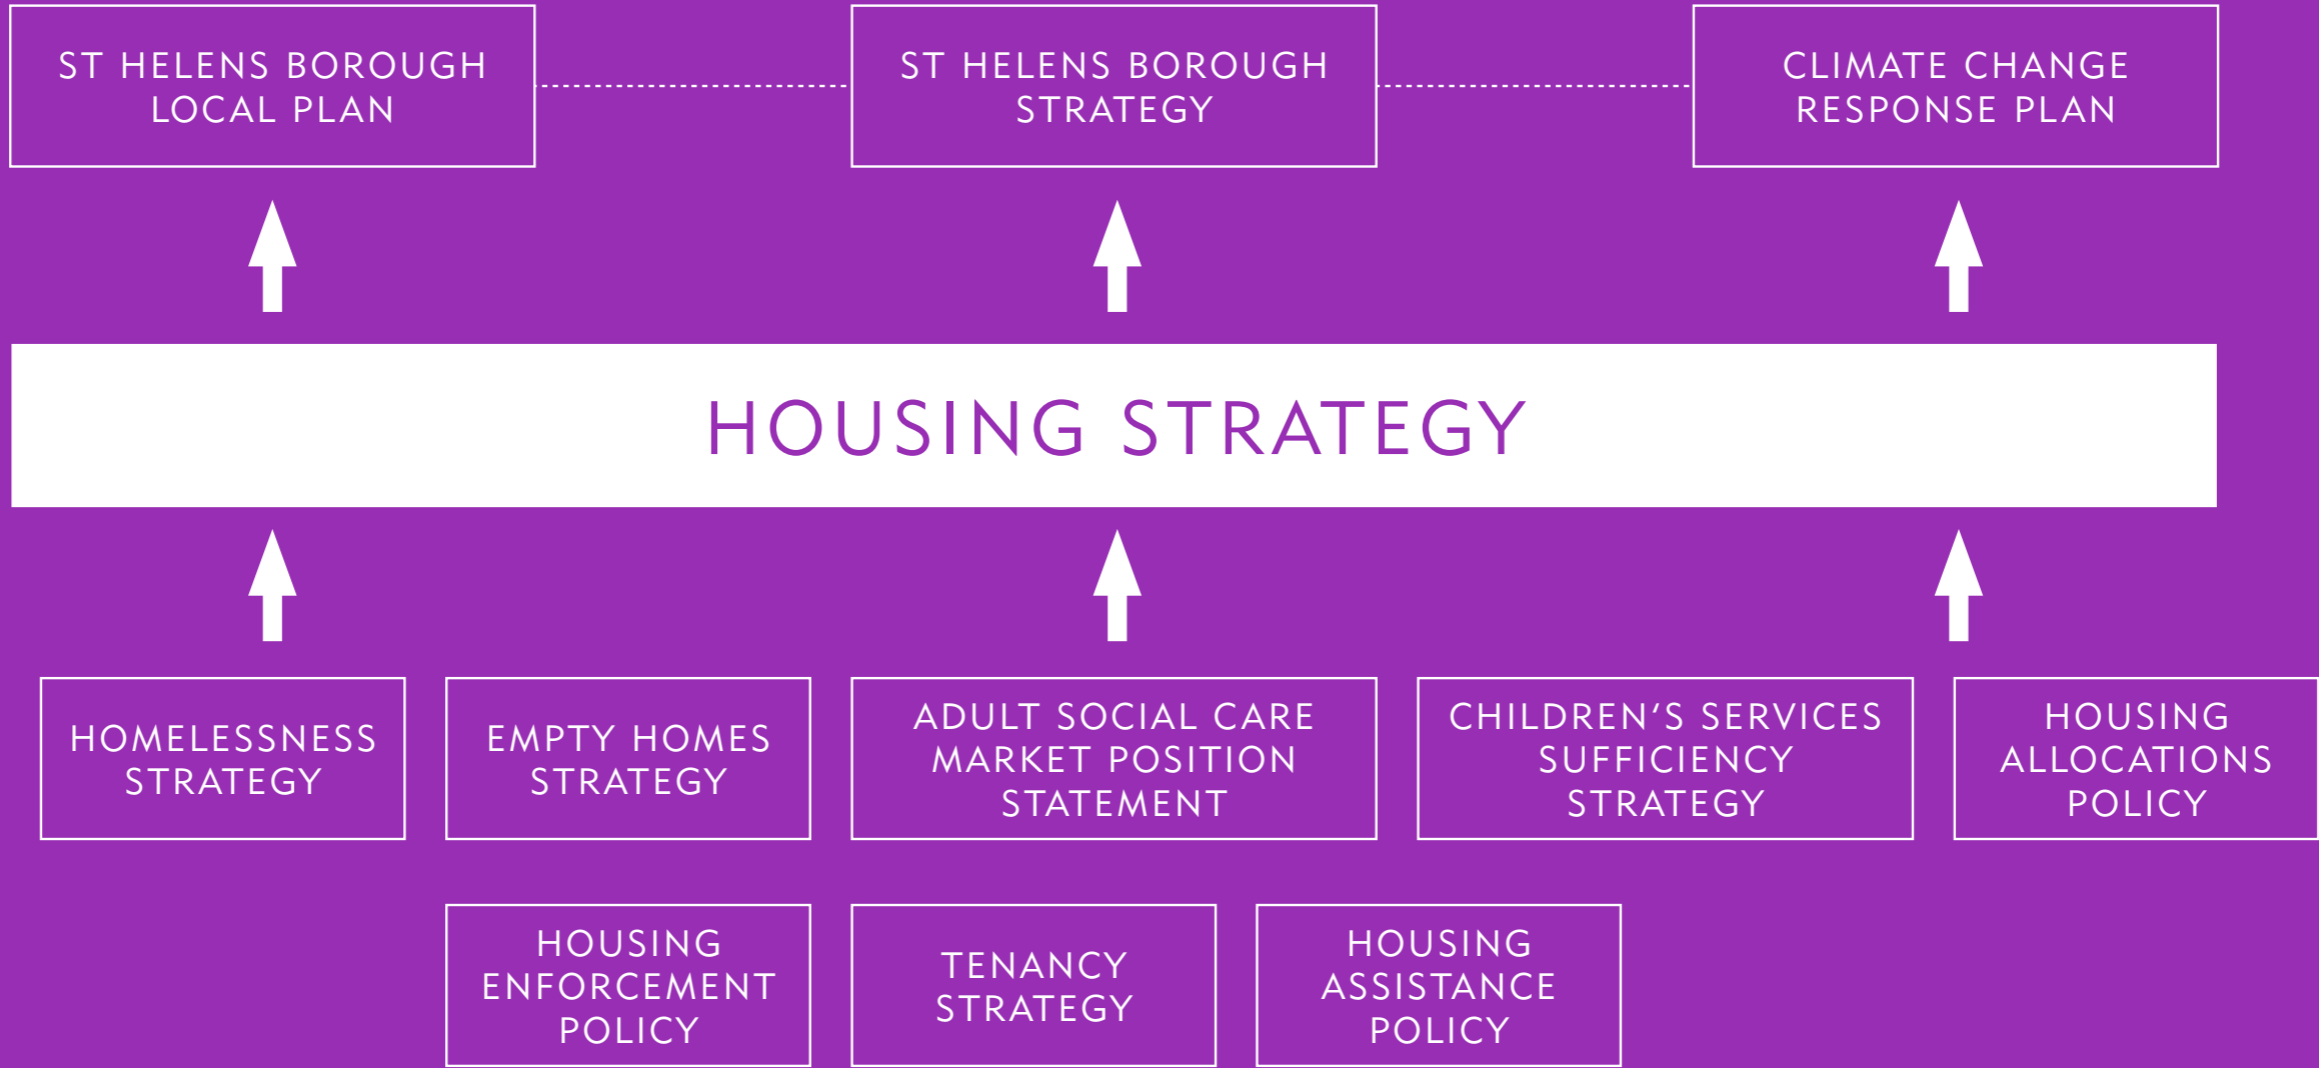 ST HELENS BOROUGH
LOCAL PLAN
ST HELENS BOROUGH
STRATEGY
CLIMATE CHANGE
RESPONSE PLAN
HOUSING STRATEGY
HOMELESSNESS
STRATEGY
EMPTY HOMES
STRATEGY
ADULT SOCIAL CARE
MARKET POSITION
STATEMENT
CHILDREN‘S SERVICES
SUFFICIENCY
STRATEGY
HOUSING
ALLOCATIONS
POLICY
HOUSING
ENFORCEMENT
POLICY
TENANCY
STRATEGY
HOUSING
ASSISTANCE
POLICY